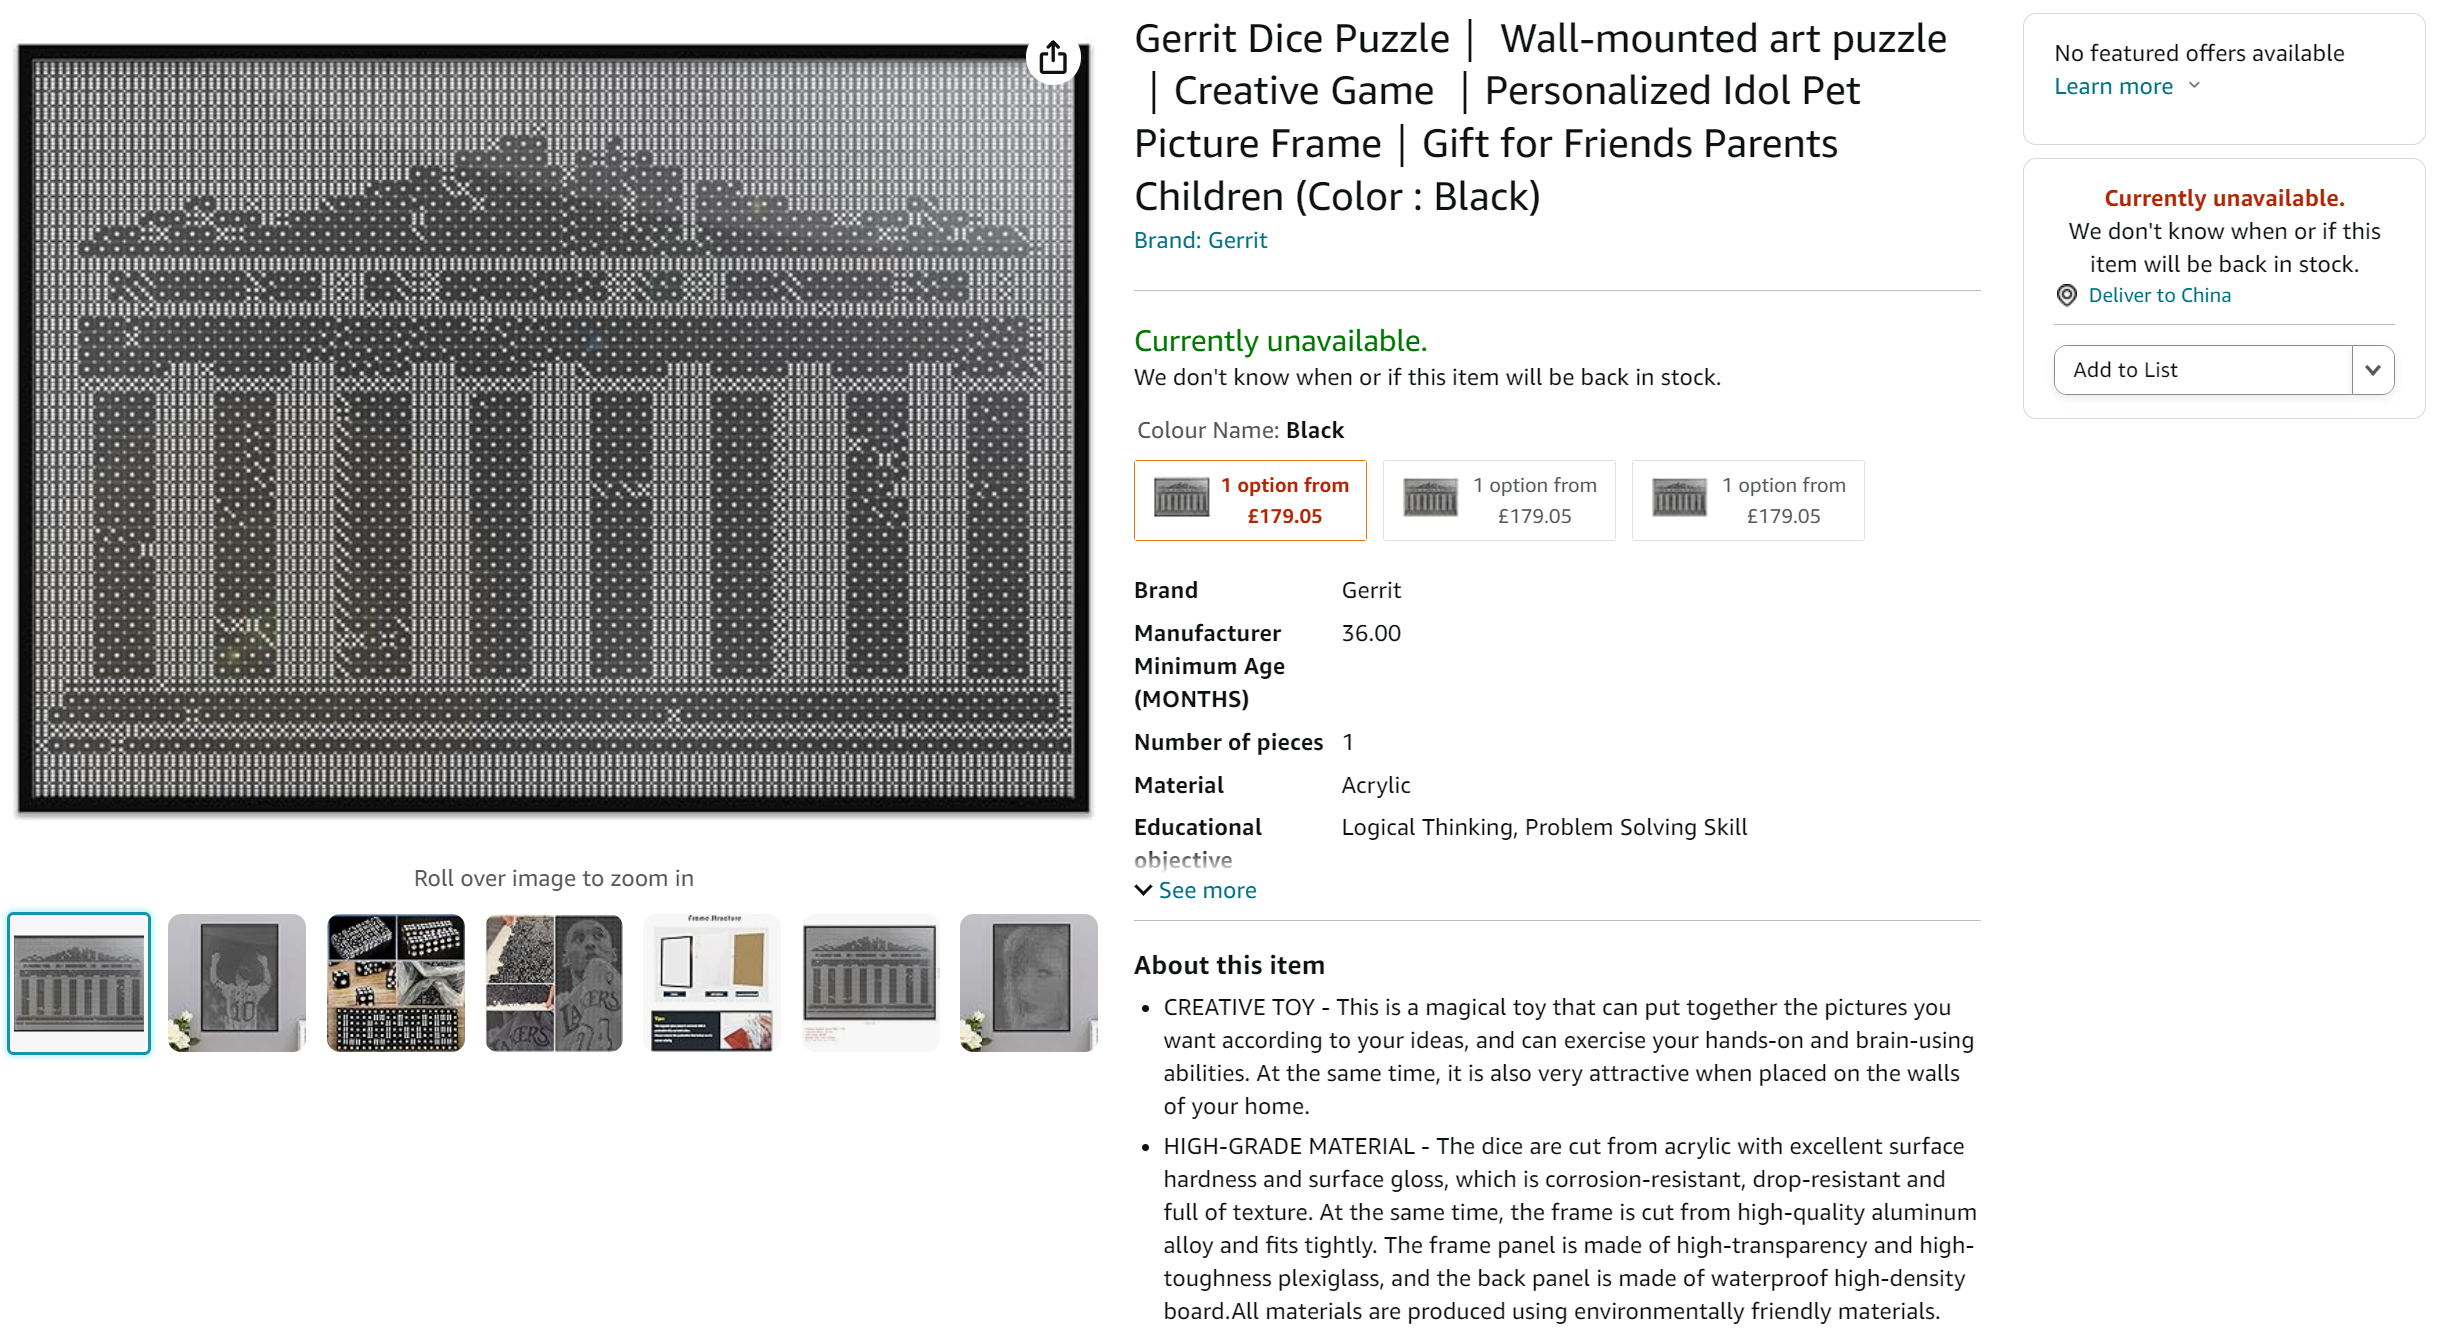 Gerrit Dice Puzzle｜ Wall-mounted art puzzle
｜Creative Game ｜Personalized Idol Pet
Picture Frame｜Gift for Friends Parents
Children (Color : Black)
Brand: Gerrit
Currently unavailable.
We don't know when or if this item will be back in stock.
Colour Name: Black
1 option from
£179.05
1 option from
£179.05
1 option from
£179.05
Brand Gerrit
Manufacturer 36.00
Minimum Age
(MONTHS)
Number of pieces 1
Material Acrylic
Educational Logical Thinking, Problem Solving Skill
objective
See more
About this item
• CREATIVE TOY - This is a magical toy that can put together the pictures you
want according to your ideas, and can exercise your hands-on and brain-using
abilities. At the same time, it is also very attractive when placed on the walls
of your home.
• HIGH-GRADE MATERIAL - The dice are cut from acrylic with excellent surface
hardness and surface gloss, which is corrosion-resistant, drop-resistant and
full of texture. At the same time, the frame is cut from high-quality aluminum
alloy and fits tightly. The frame panel is made of high-transparency and high-
toughness plexiglass, and the back panel is made of waterproof high-density
board.All materials are produced using environmentally friendly materials.
No featured offers available
Learn more
Currently unavailable.
We don't know when or if this
item will be back in stock.
Deliver to China
Add to List
Roll over image to zoom in
10
Frame Structure